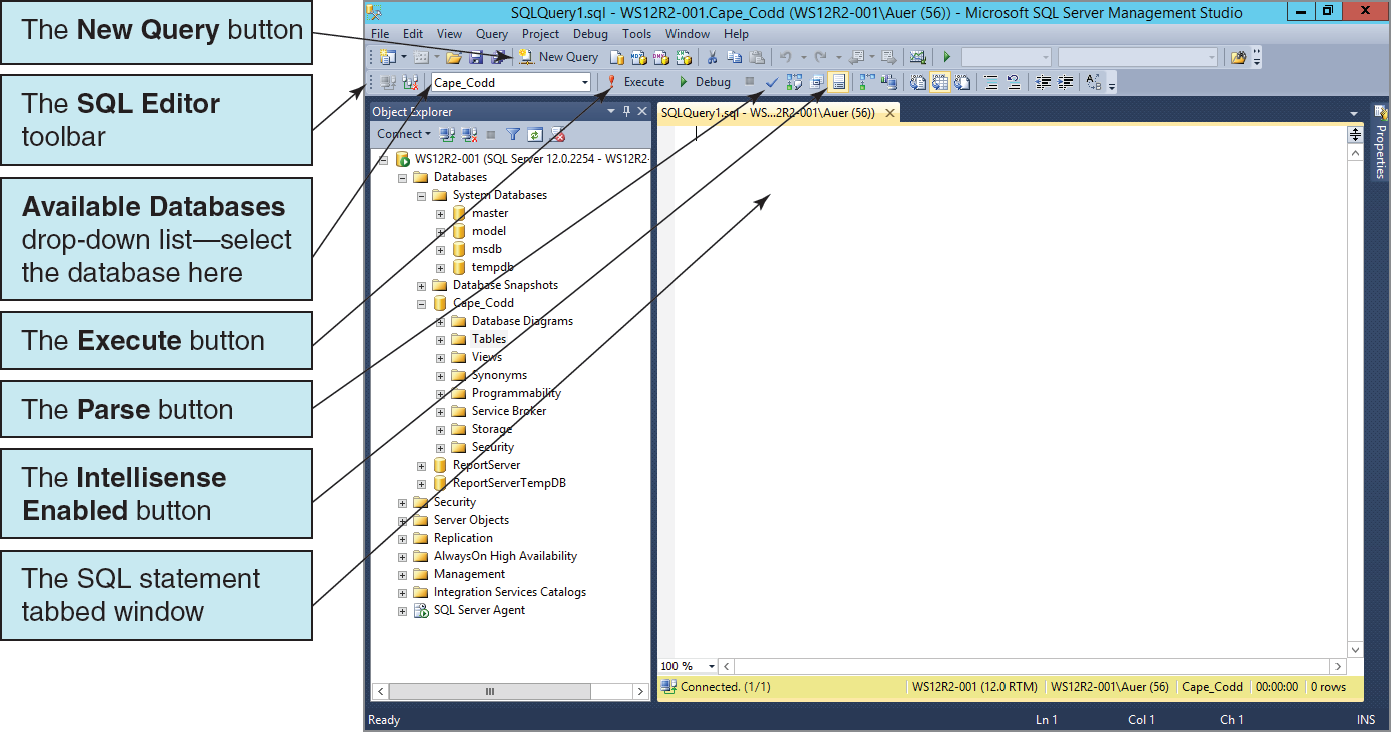 The New Query button
The SQL Editor
toolbar
Available Databases
drop-down list—select
the database here
The Execute button
The Parse button
The Intellisense
Enabled button
The SQL statement
tabbed window
SQLQuery1.sql - WS12R2-001.Cape_Codd (WS12R2-001\Auer (56)) - Microsoft SQL Server Management Studio
File Edit View Query Project Debug Tools Window Help
New Query
Cape_Codd Execute Debug
Object Explorer
Connect
WS12R2-001 (SQL Server 12.0.2254 - WS12R2-
Databases
System Databases
master
model
msdb
tempdb
Database Snapshots
Cape_Codd
Database Diagrams
Tables
Views
Synonyms
Programmability
Service Broker
Storage
Security
ReportServer
ReportServerTempDB
Security
Server Objects
Replication
AlwaysOn High Availability
Management
Integration Services Catalogs
SQL Server Agent
SQLQuery1.sql - WS...2R2-001\Auer (56))
Properties
100 %
Connected. (1/1) WS12R2-001 (12.0 RTM) WS12R2-001\Auer (56) Cape_Codd 00:00:00 0 rows
Ready Ln 1 Col 1 Ch 1 INS